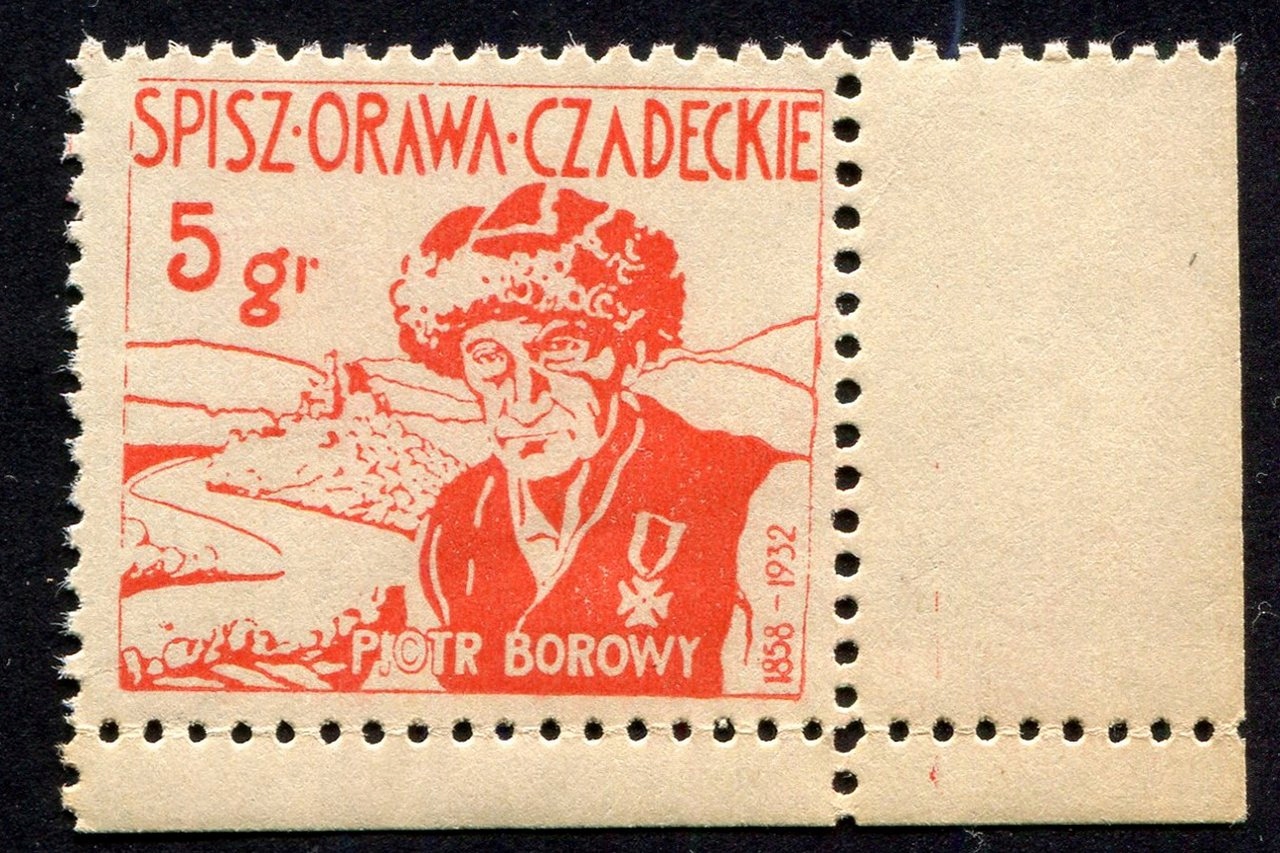 SPISZ·ORAWA·CZADECKIE
5 gr
PIOTR BOROWY
1858-1932